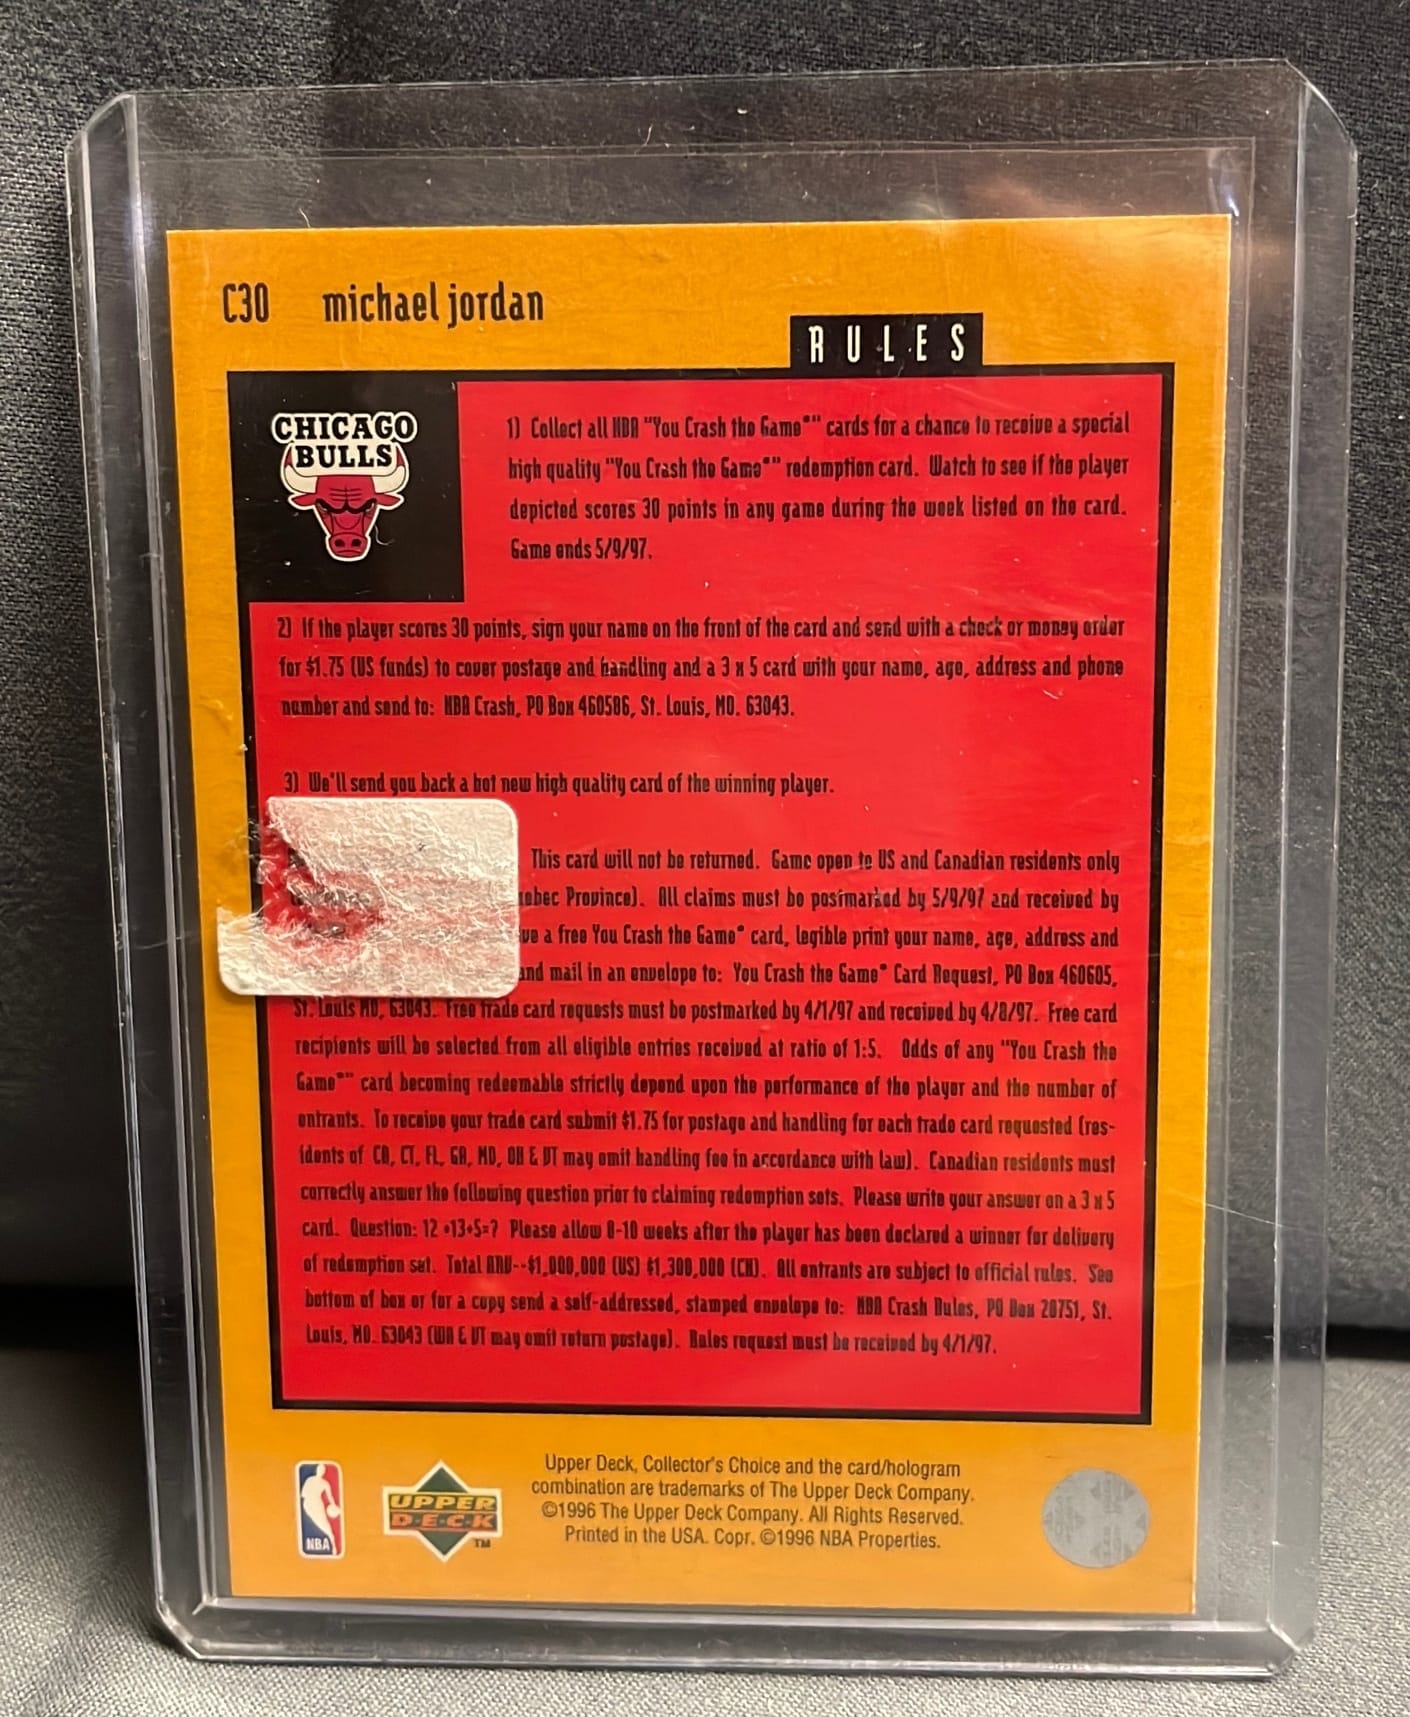 C30 michael jordan
RULES
CHICAGO
BULLS
1) Collect all NBA "You Crash the Game®" cards for a chance to receive a special
high quality "You Crash the Game®" redemption card. Watch to see if the player
depicted scores 30 points in any game during the week listed on the card.
Game ends 5/9/97.
2) If the player scores 30 points, sign your name on the front of the card and send with a check or money order
for $1.75 (US funds) to cover postage and handling and a 3 x 5 card with your name, age, address and phone
number and send to: NBA Crash, PO Box 460586, St. Louis, MO. 63043.
3) We'll send you back a hot new high quality card of the winning player.
This card will not be returned. Game open to US and Canadian residents only
uebec Province). All claims must be postmarked by 5/9/97 and received by
ve a free You Crash the Game® card, legible print your name, age, address and
and mail in an envelope to: You Crash the Game® Card Request, PO Box 460605,
St. Louis MO, 63043. Free trade card requests must be postmarked by 4/1/97 and received by 4/8/97. Free card
recipients will be selected from all eligible entries received at ratio of 1:5. Odds of any "You Crash the
Game®" card becoming redeemable strictly depend upon the performance of the player and the number of
entrants. To receive your trade card submit $1.75 for postage and handling for each trade card requested (res-
idents of CA, CT, FL, GA, MD, OH & VT may omit handling fee in accordance with law). Canadian residents must
correctly answer the following question prior to claiming redemption sets. Please write your answer on a 3 x 5
card. Question: 12 +13+5=? Please allow 8-10 weeks after the player has been declared a winner for delivery
of redemption set. Total ARV--$1,000,000 (US) $1,300,000 (CN). All entrants are subject to official rules. See
bottom of box or for a copy send a self-addressed, stamped envelope to: NBA Crash Rules, PO Box 28751, St.
Louis, MO. 63043 (WA & VT may omit return postage). Rules request must be received by 4/1/97.
NBA
UPPER
D·E·C·K
TM
Upper Deck, Collector's Choice and the card/hologram
combination are trademarks of The Upper Deck Company.
©1996 The Upper Deck Company. All Rights Reserved.
Printed in the USA. Copr. ©1996 NBA Properties.